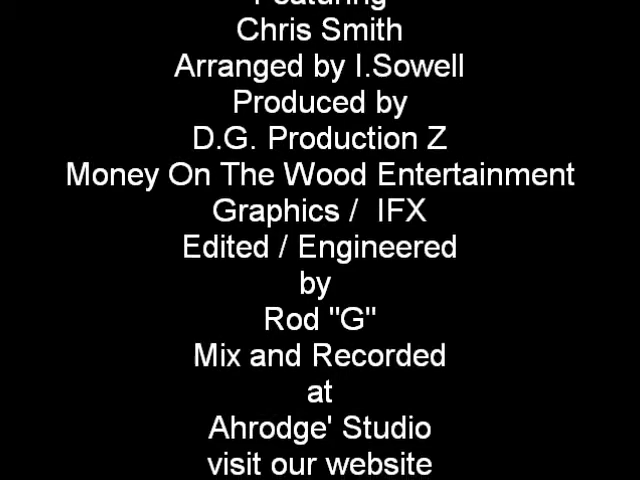 Featuring
Chris Smith
Arranged by I.Sowell
Produced by
D.G. Production Z
Money On The Wood Entertainment
Graphics /  IFX
Edited / Engineered
by
Rod "G"
Mix and Recorded
at
Ahrodge' Studio
visit our website